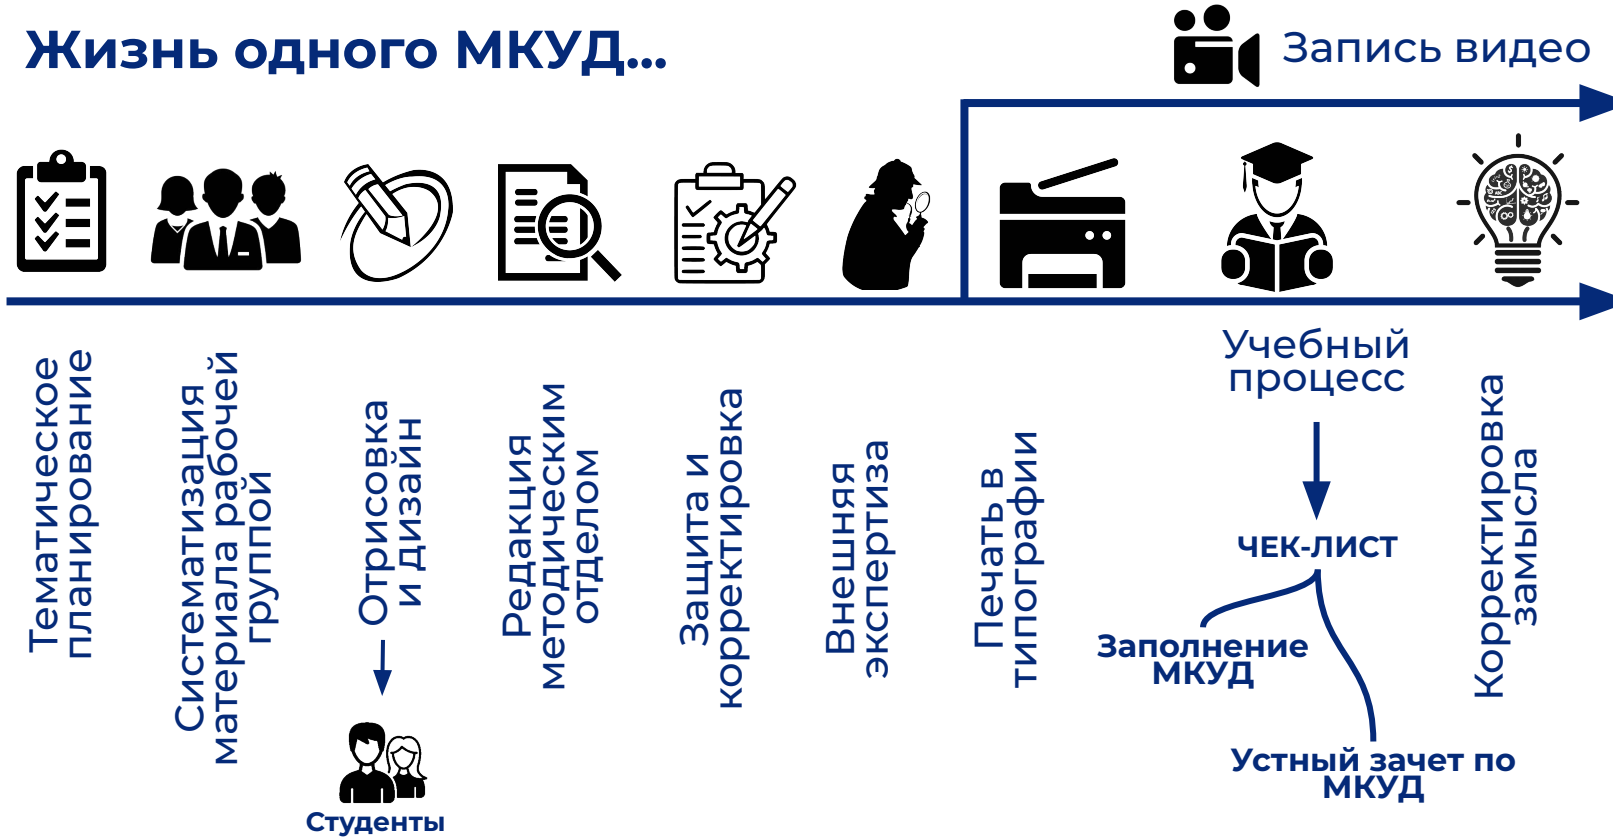 Жизнь одного МКУД...
Запись видео
Тематическое
планирование
Систематизация
материала рабочей
группой
Отрисовка
и дизайн
Студенты
Редакция
методическим
отделом
Защита и
корректировка
Внешняя
экспертиза
Печать в
типографии
Учебный
процесс
ЧЕК-ЛИСТ
Заполнение
МКУД
Устный зачет по
МКУД
Корректировка
замысла